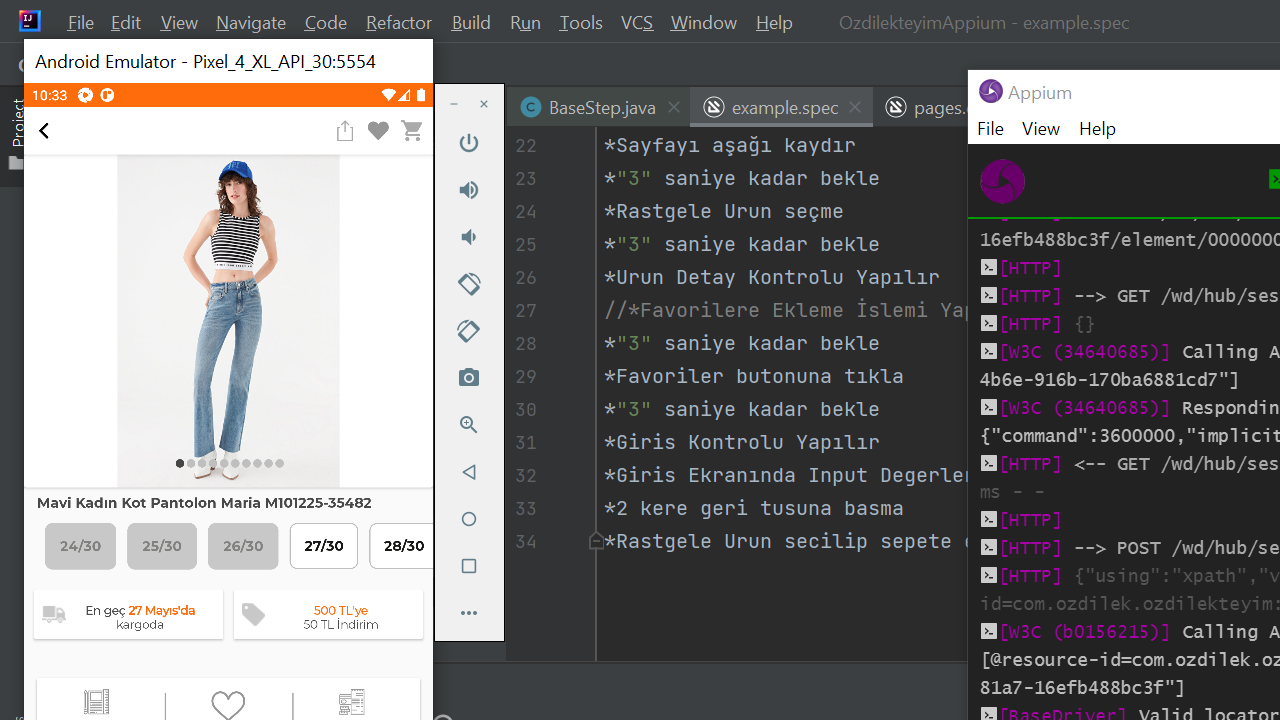 File Edit View Navigate Code Refactor Build Run Tools VCS Window Help OzdilekteyimAppium - example.spec
Android Emulator - Pixel_4_XL_API_30:5554
10:33
Mavi Kadın Kot Pantolon Maria M101225-35482
24/30 25/30 26/30 27/30 28/30
En geç 27 Mayıs'da
kargoda
500 TL'ye
50 TL İndirim
Project
BaseStep.java example.spec pages.
22 *Sayfayı aşağı kaydır
23 *"3" saniye kadar bekle
24 *Rastgele Urun seçme
25 *"3" saniye kadar bekle
26 *Urun Detay Kontrolu Yapılır
27 //*Favorilere Ekleme İslemi Yap
28 *"3" saniye kadar bekle
29 *Favoriler butonuna tıkla
30 *"3" saniye kadar bekle
31 *Giris Kontrolu Yapılır
32 *Giris Ekranında Input Degerler
33 *2 kere geri tusuna basma
34 *Rastgele Urun secilip sepete
Appium
File View Help
16efb488bc3f/element/0000000
[HTTP]
[HTTP] --> GET /wd/hub/ses
[HTTP] {}
[W3C (34640685)] Calling A
4b6e-916b-170ba6881cd7"]
[W3C (34640685)] Respondin
{"command":3600000,"implicit
[HTTP] <-- GET /wd/hub/ses
ms - -
[HTTP]
[HTTP] --> POST /wd/hub/se
[HTTP] {"using":"xpath","v
id=com.ozdilek.ozdilekteyim:
[W3C (b0156215)] Calling A
[@resource-id=com.ozdilek.oz
81a7-16efb488bc3f"]
[BaseDriver] Valid locator